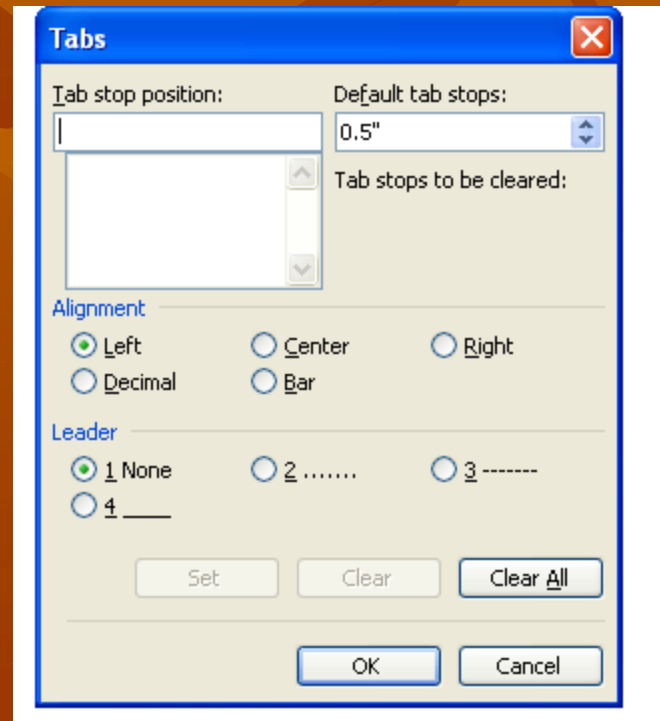 Tabs
Tab stop position: Default tab stops:
0.5"
Tab stops to be cleared:
Alignment
Left Center Right
Decimal Bar
Leader
1 None 2 ....... 3 -------
4 ____
Set Clear Clear All
OK Cancel